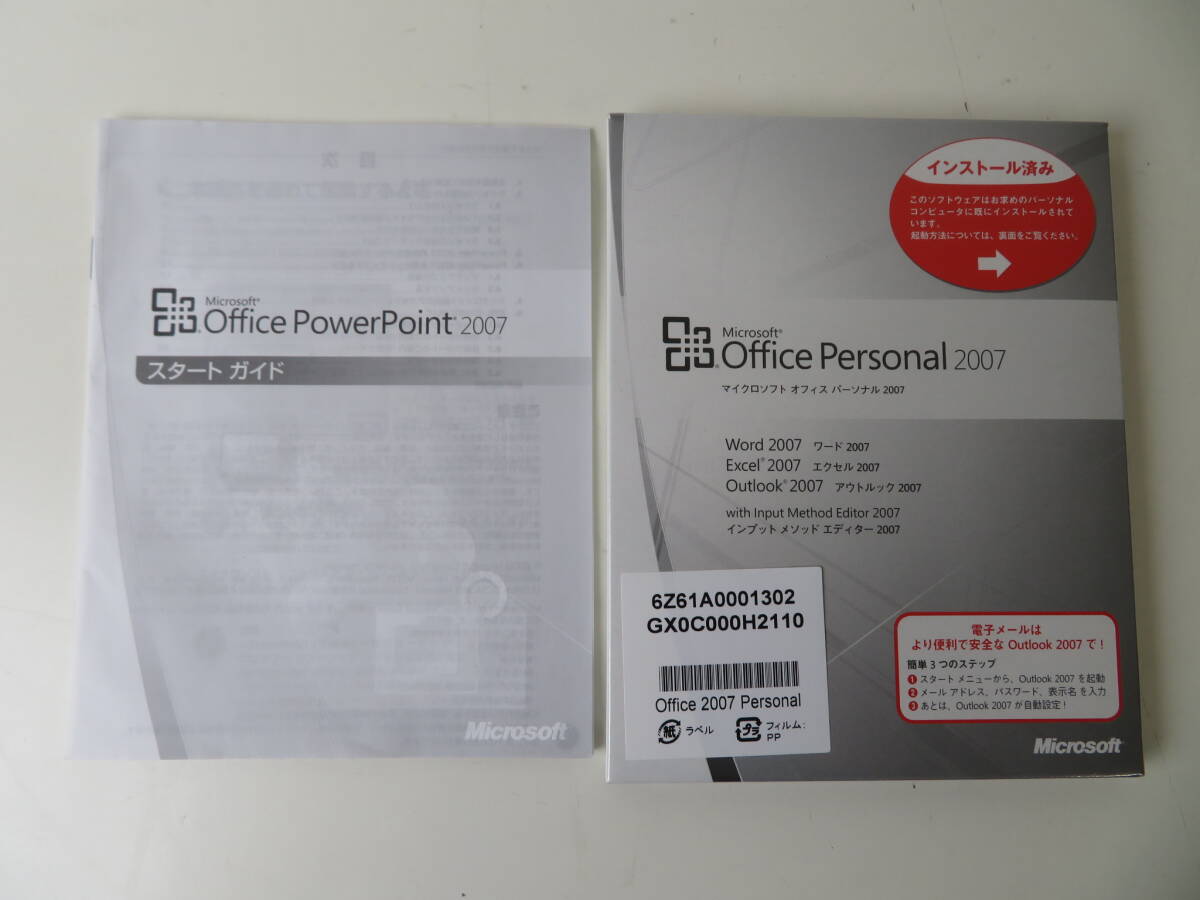 Microsoft®
Office PowerPoint® 2007
スタート ガイド
Microsoft
インストール済み
このソフトウェアはお求めのパーソナル
コンピュータに既にインストールされて
います。
起動方法については、裏面をご覧ください。
Microsoft®
Office Personal 2007
マイクロソフト オフィス パーソナル 2007
Word 2007 ワード 2007
Excel® 2007 エクセル 2007
Outlook® 2007 アウトルック 2007
with Input Method Editor 2007
インプット メソッド エディター 2007
6Z61A0001302
GX0C000H2110
Office 2007 Personal
紙 ラベル
プラ フィルム:
PP
電子メールは
より便利で安全な Outlook 2007 で!
簡単 3 つのステップ
1 スタート メニューから、Outlook 2007 を起動
2 メール アドレス、パスワード、表示名 を入力
3 あとは、Outlook 2007 が自動設定!
Microsoft